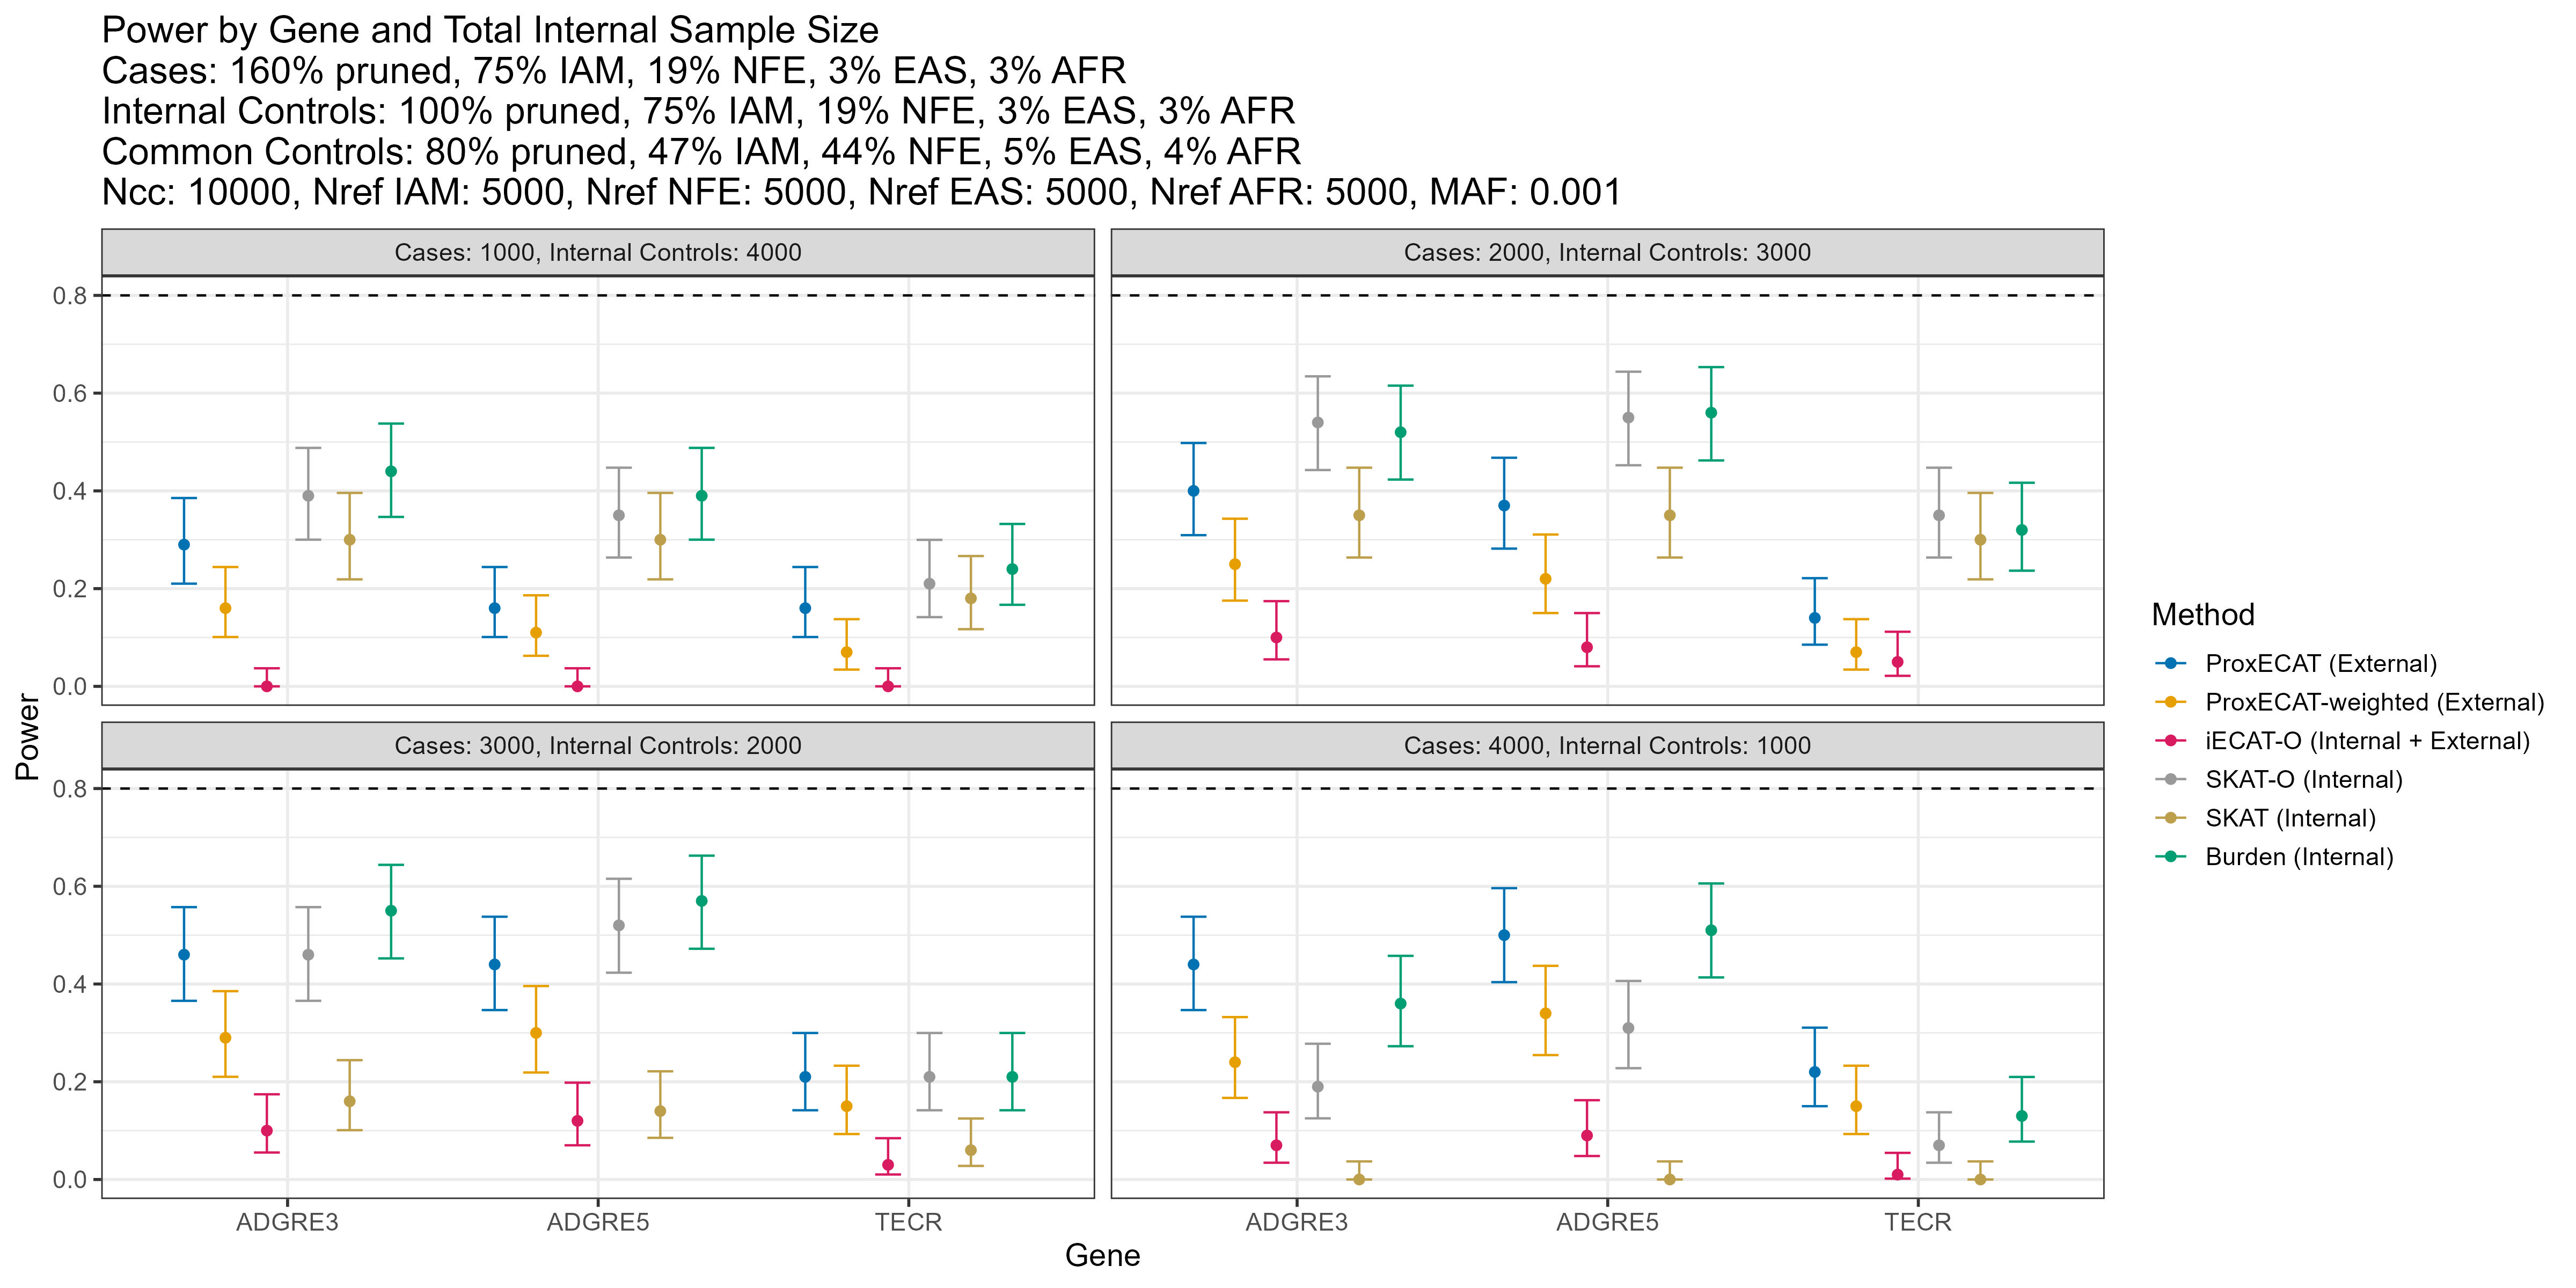 Power by Gene and Total Internal Sample Size
Cases: 160% pruned, 75% IAM, 19% NFE, 3% EAS, 3% AFR
Internal Controls: 100% pruned, 75% IAM, 19% NFE, 3% EAS, 3% AFR
Common Controls: 80% pruned, 47% IAM, 44% NFE, 5% EAS, 4% AFR
Ncc: 10000, Nref IAM: 5000, Nref NFE: 5000, Nref EAS: 5000, Nref AFR: 5000, MAF: 0.001
Cases: 1000, Internal Controls: 4000
Cases: 2000, Internal Controls: 3000
0.8
0.6
0.4
0.2
0.0
Cases: 3000, Internal Controls: 2000
Cases: 4000, Internal Controls: 1000
0.8
0.6
0.4
0.2
0.0
Power
ADGRE3
ADGRE5
TECR
ADGRE3
ADGRE5
TECR
Gene
Method
ProxECAT (External)
ProxECAT-weighted (External)
iECAT-O (Internal + External)
SKAT-O (Internal)
SKAT (Internal)
Burden (Internal)